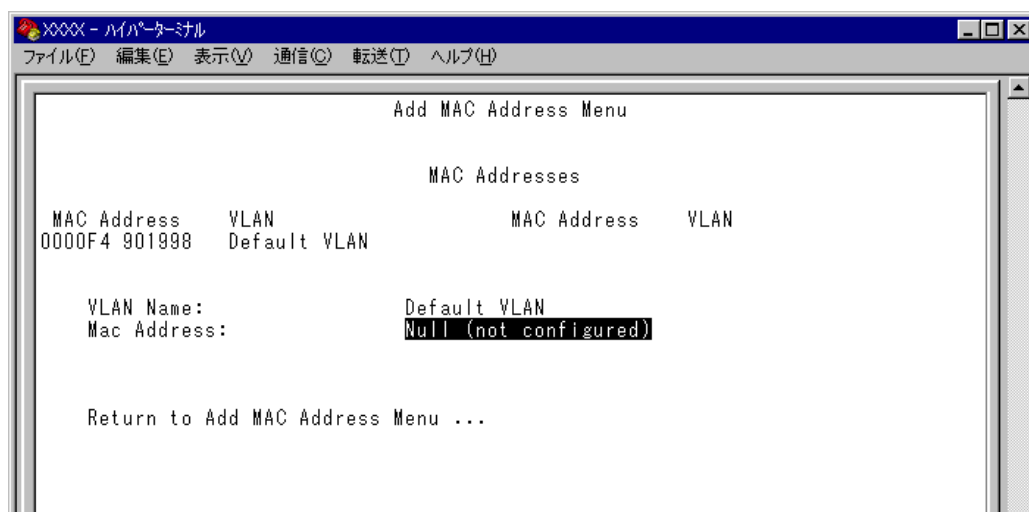 XXXX - ハイパーターミナル
ファイル(F) 編集(E) 表示(V) 通信(C) 転送(T) ヘルプ(H)
Add MAC Address Menu
MAC Addresses
MAC Address VLAN MAC Address VLAN
0000F4 901998 Default VLAN
VLAN Name: Default VLAN
Mac Address: Null (not configured)
Return to Add MAC Address Menu ...